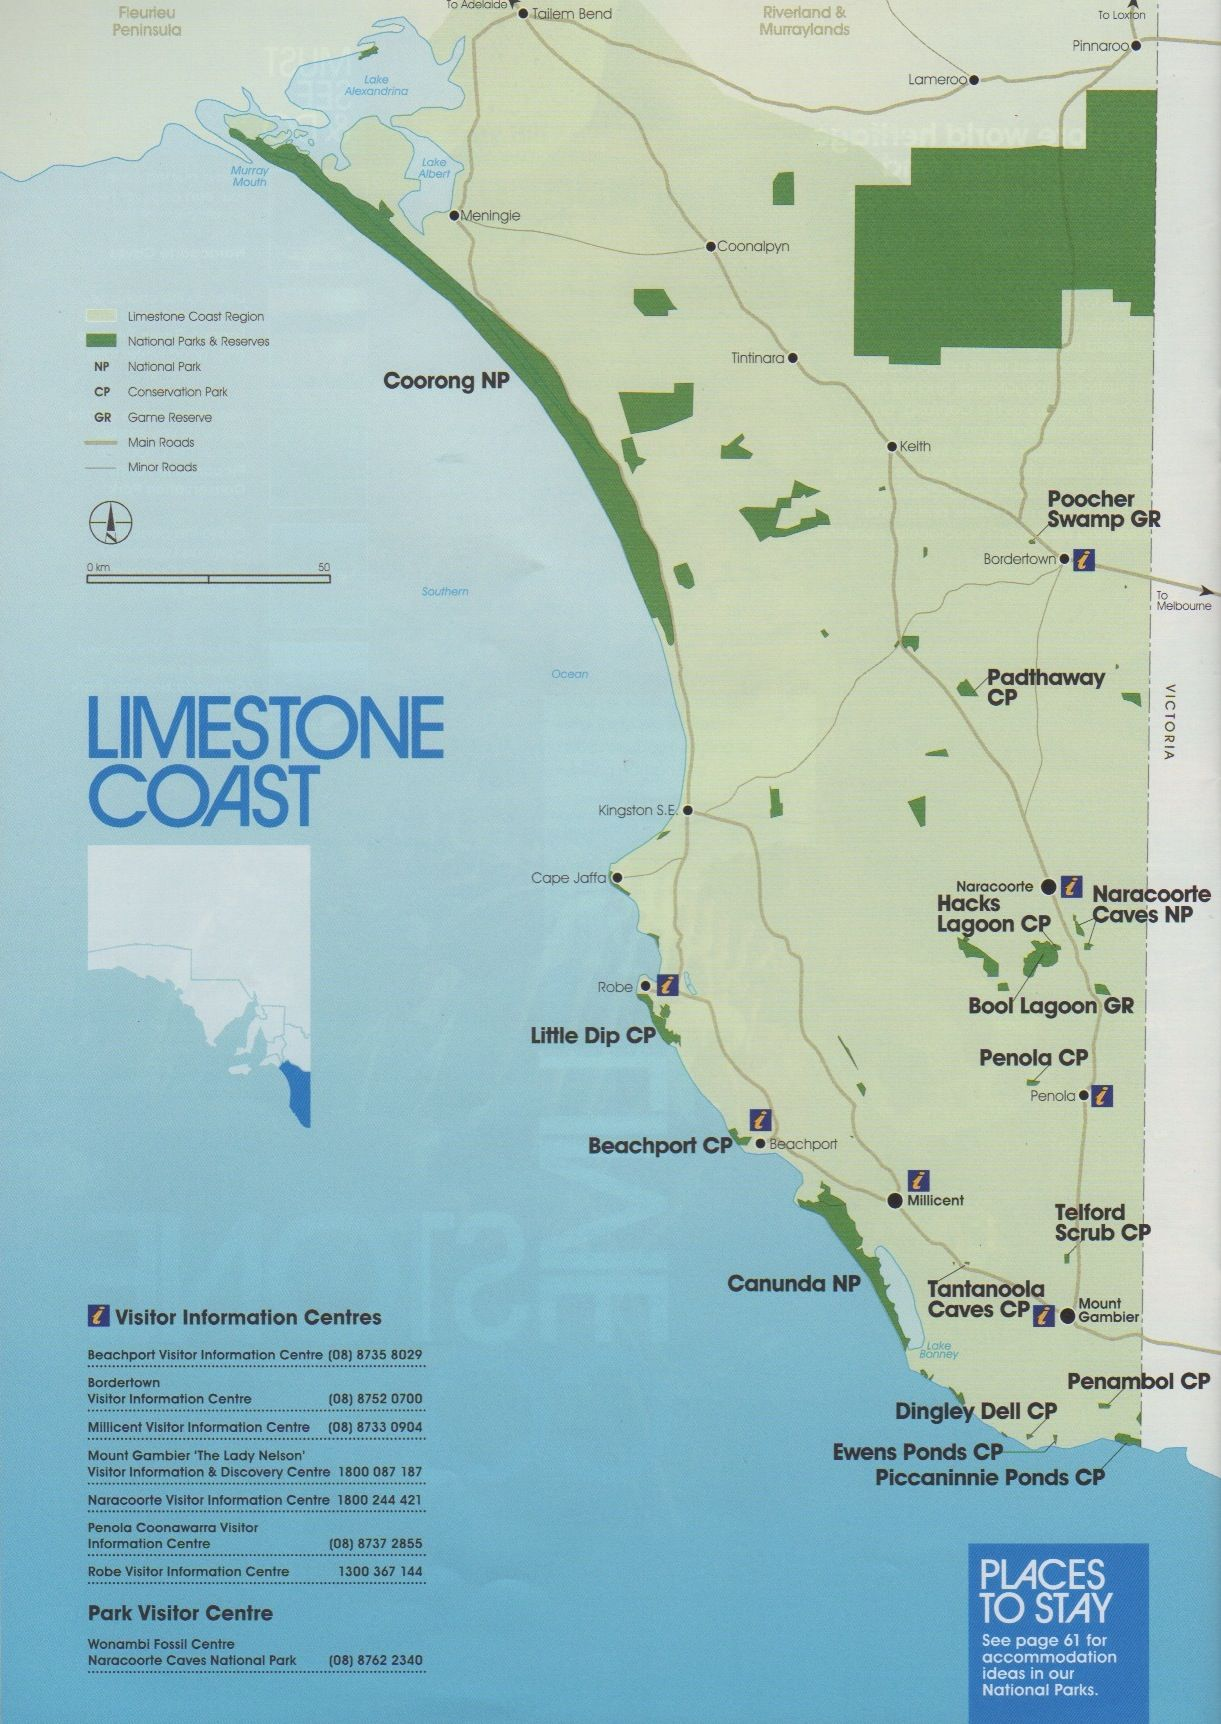 To Adelaide
Tailem Bend
Fleurieu
Peninsula
Riverland &
Murraylands
To Loxton
Pinnaroo
Lameroo
Lake
Alexandrina
Murray
Mouth
Lake
Albert
Meningie
Coonalpyn
Limestone Coast Region
National Parks & Reserves
NP National Park
CP Conservation Park
GR Game Reserve
Main Roads
Minor Roads
0 km 50
Coorong NP
Tintinara
Keith
Poocher
Swamp GR
Bordertown
To
Melbourne
Southern
Ocean
Padthaway
CP
VICTORIA
LIMESTONE
COAST
Kingston S.E.
Cape Jaffa
Naracoorte
Hacks
Lagoon CP
Naracoorte
Caves NP
Robe
Bool Lagoon GR
Little Dip CP
Penola CP
Penola
Beachport CP
Beachport
Millicent
Telford
Scrub CP
Canunda NP
Tantanoola
Caves CP
Mount
Gambier
Lake
Bonney
Penambol CP
Dingley Dell CP
Ewens Ponds CP
Piccaninnie Ponds CP
i Visitor Information Centres
Beachport Visitor Information Centre (08) 8735 8029
Bordertown
Visitor Information Centre (08) 8752 0700
Millicent Visitor Information Centre (08) 8733 0904
Mount Gambier 'The Lady Nelson'
Visitor Information & Discovery Centre 1800 087 187
Naracoorte Visitor Information Centre 1800 244 421
Penola Coonawarra Visitor
Information Centre (08) 8737 2855
Robe Visitor Information Centre 1300 367 144
Park Visitor Centre
Wonambi Fossil Centre
Naracoorte Caves National Park (08) 8762 2340
PLACES
TO STAY
See page 61 for
accommodation
ideas in our
National Parks.